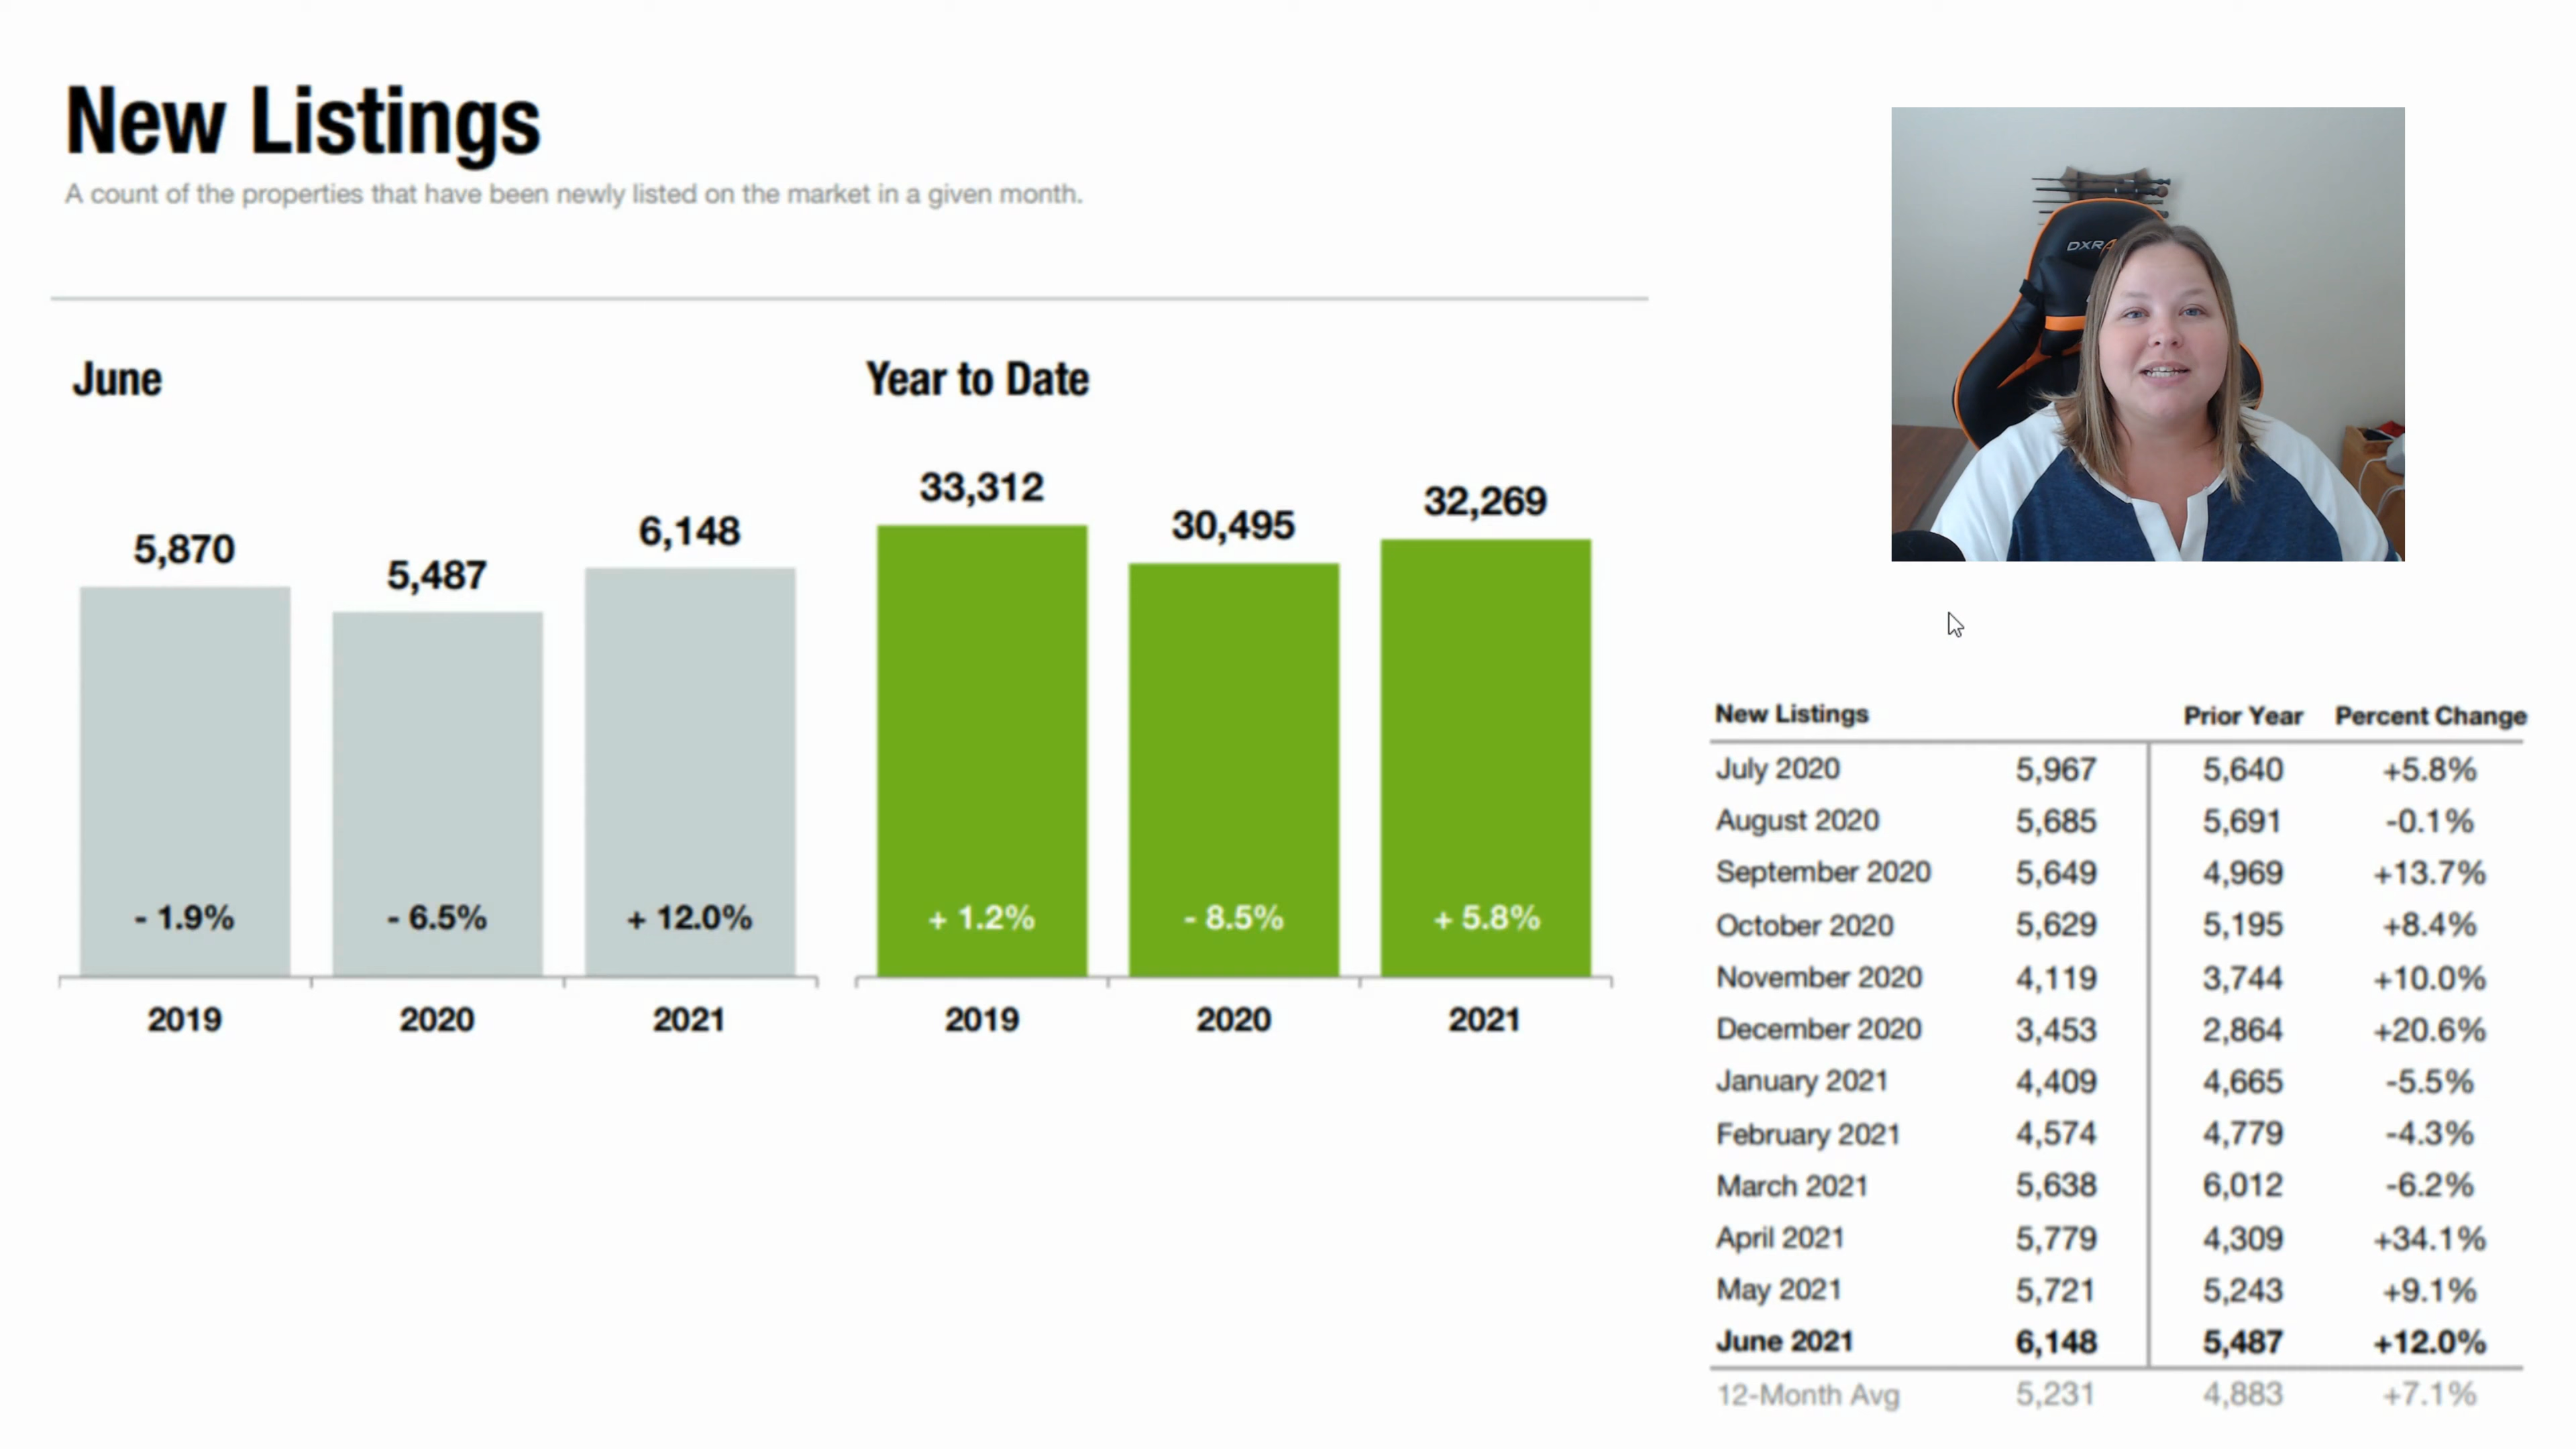 New Listings
A count of the properties that have been newly listed on the market in a given month.
June
Year to Date
5,870
5,487
6,148
33,312
30,495
32,269
- 1.9%
- 6.5%
+ 12.0%
+ 1.2%
- 8.5%
+ 5.8%
2019
2020
2021
2019
2020
2021
DXR
New Listings Prior Year Percent Change
July 2020 5,967 5,640 +5.8%
August 2020 5,685 5,691 -0.1%
September 2020 5,649 4,969 +13.7%
October 2020 5,629 5,195 +8.4%
November 2020 4,119 3,744 +10.0%
December 2020 3,453 2,864 +20.6%
January 2021 4,409 4,665 -5.5%
February 2021 4,574 4,779 -4.3%
March 2021 5,638 6,012 -6.2%
April 2021 5,779 4,309 +34.1%
May 2021 5,721 5,243 +9.1%
June 2021 6,148 5,487 +12.0%
12-Month Avg 5,231 4,883 +7.1%